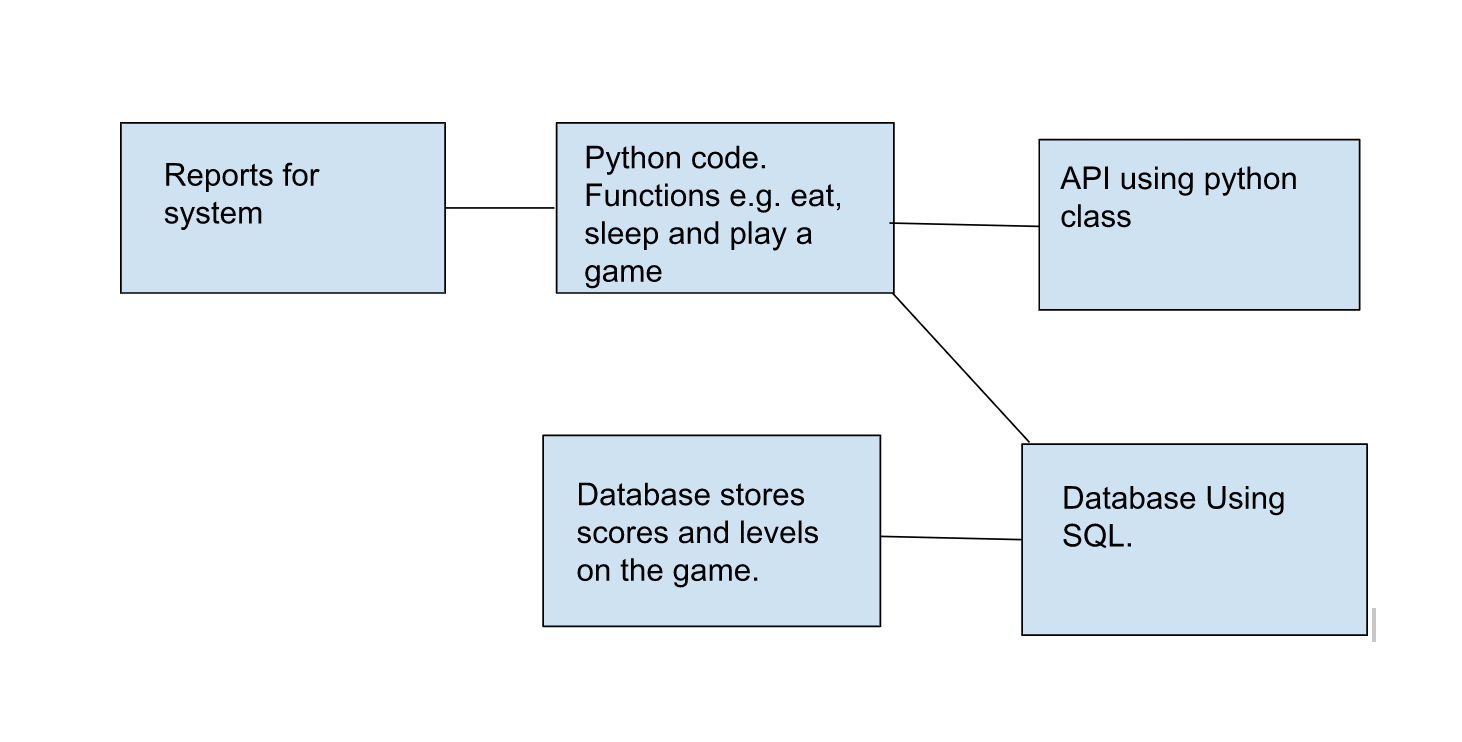 Reports for
system
Python code.
Functions e.g. eat,
sleep and play a
game
API using python
class
Database stores
scores and levels
on the game.
Database Using
SQL.